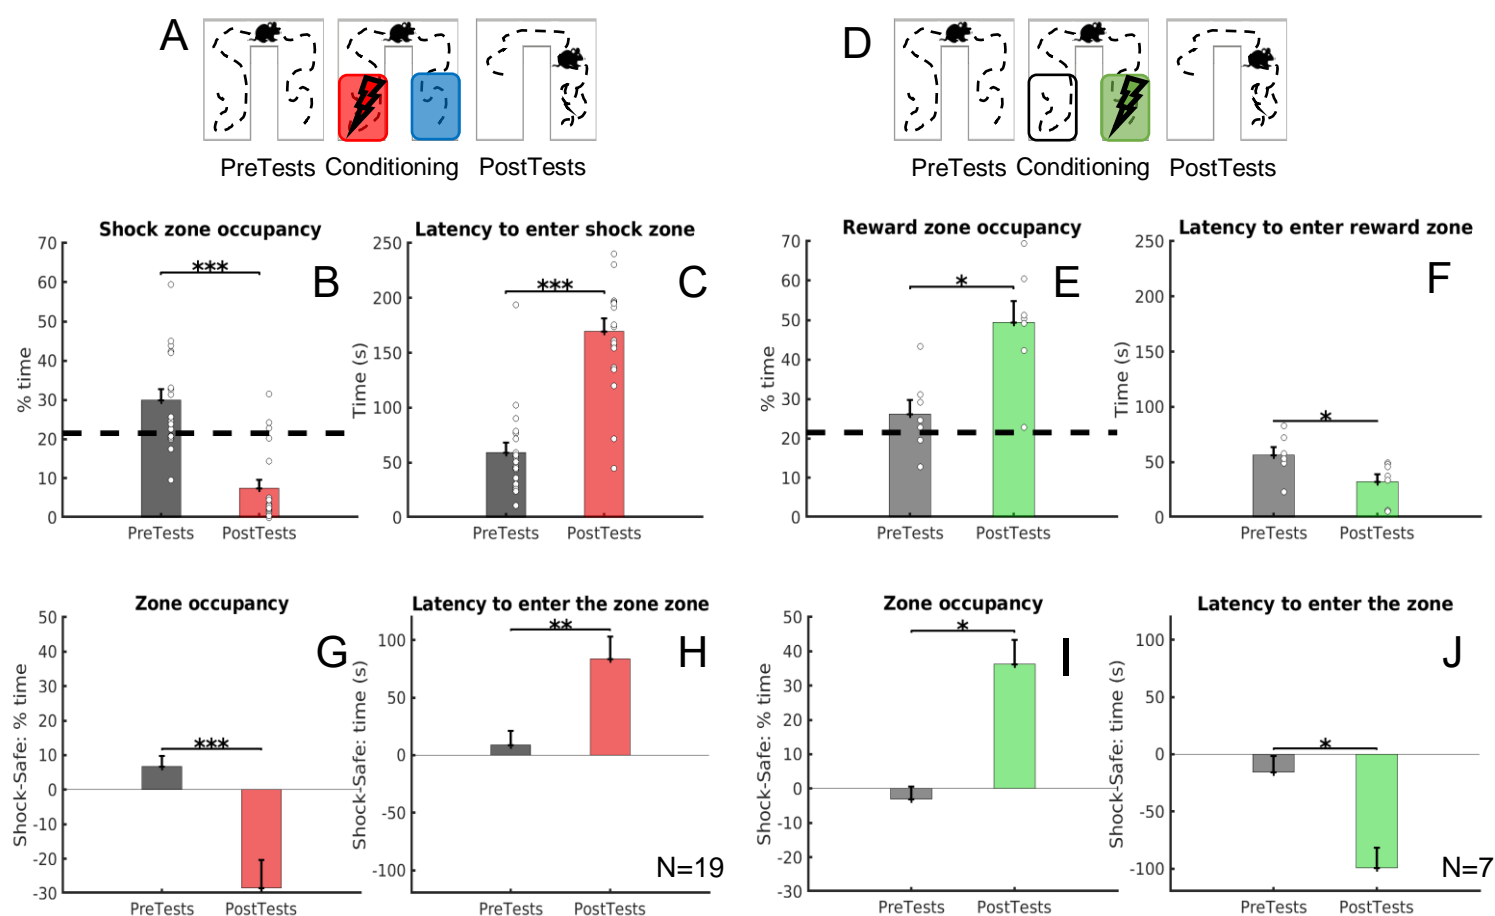 A
D
PreTests Conditioning PostTests
PreTests Conditioning PostTests
Shock zone occupancy
% time
70
60
50
40
30
20
10
0
***
B
PreTests PostTests
Latency to enter shock zone
Time (s)
250
200
150
100
50
0
***
C
PreTests PostTests
Reward zone occupancy
% time
70
60
50
40
30
20
10
0
*
E
PreTests PostTests
Latency to enter reward zone
Time (s)
250
200
150
100
50
0
*
F
PreTests PostTests
Zone occupancy
Shock-Safe: % time
50
40
30
20
10
0
-10
-20
-30
***
G
PreTests PostTests
Latency to enter the zone zone
Shock-Safe: time (s)
100
50
0
-50
-100
**
H
N=19
PreTests PostTests
Zone occupancy
Shock-Safe: % time
50
40
30
20
10
0
-10
-20
-30
*
I
PreTests PostTests
Latency to enter the zone
Shock-Safe: time (s)
100
50
0
-50
-100
*
J
N=7
PreTests PostTests